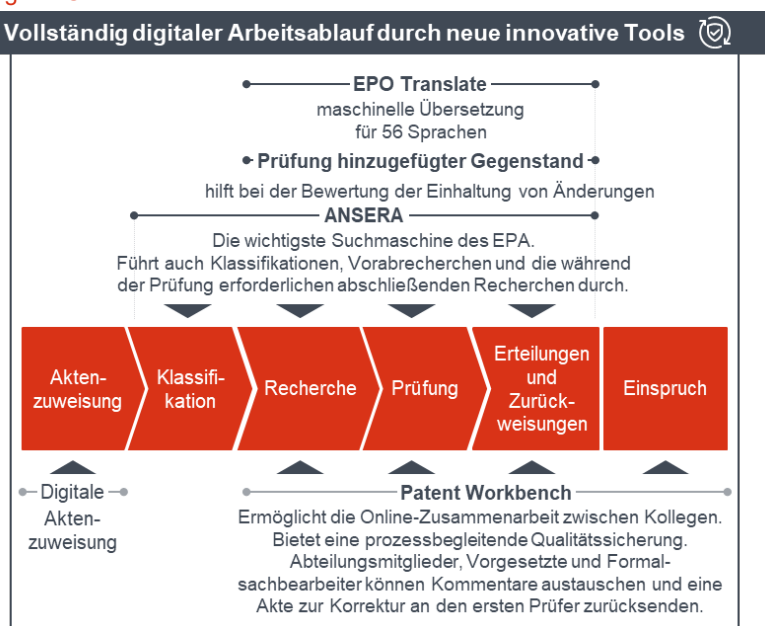 Vollständig digitaler Arbeitsablauf durch neue innovative Tools
EPO Translate
maschinelle Übersetzung
für 56 Sprachen
Prüfung hinzugefügter Gegenstand
hilft bei der Bewertung der Einhaltung von Änderungen
ANSERA
Die wichtigste Suchmaschine des EPA.
Führt auch Klassifikationen, Vorabrecherchen und die während
der Prüfung erforderlichen abschließenden Recherchen durch.
Akten-
zuweisung
Klassifi-
kation
Recherche
Prüfung
Erteilungen
und
Zurück-
weisungen
Einspruch
Digitale
Akten-
zuweisung
Patent Workbench
Ermöglicht die Online-Zusammenarbeit zwischen Kollegen.
Bietet eine prozessbegleitende Qualitätssicherung.
Abteilungsmitglieder, Vorgesetzte und Formal-
sachbearbeiter können Kommentare austauschen und eine
Akte zur Korrektur an den ersten Prüfer zurücksenden.